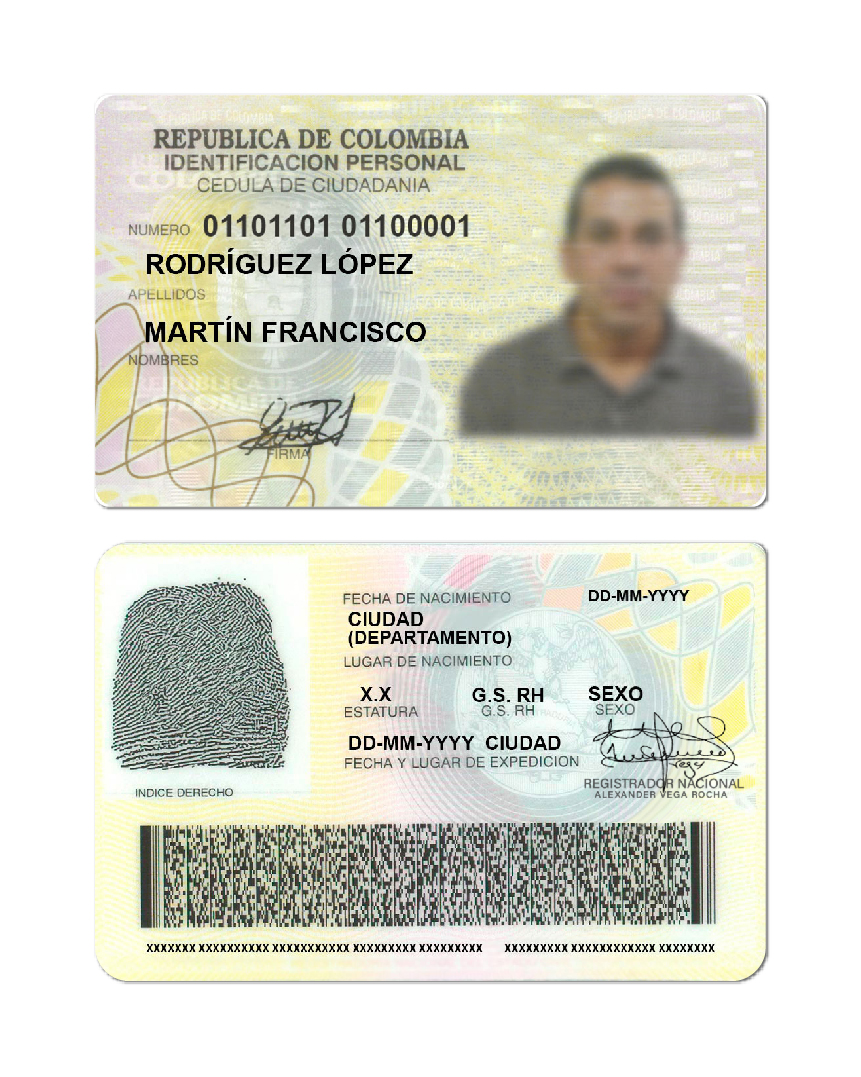 REPUBLICA DE COLOMBIA
IDENTIFICACION PERSONAL
CEDULA DE CIUDADANIA
NUMERO 01101101 01100001
RODRÍGUEZ LÓPEZ
APELLIDOS
MARTÍN FRANCISCO
NOMBRES
FIRMA
FECHA DE NACIMIENTO DD-MM-YYYY
CIUDAD
(DEPARTAMENTO)
LUGAR DE NACIMIENTO
X.X G.S. RH SEXO
ESTATURA G.S. RH SEXO
DD-MM-YYYY CIUDAD
FECHA Y LUGAR DE EXPEDICION
REGISTRADOR NACIONAL
ALEXANDER VEGA ROCHA
INDICE DERECHO
XXXXXXX XXXXXXXXXX XXXXXXXXXXX XXXXXXXXX XXXXXXXXX XXXXXXXXX XXXXXXXXXXXX XXXXXXXX